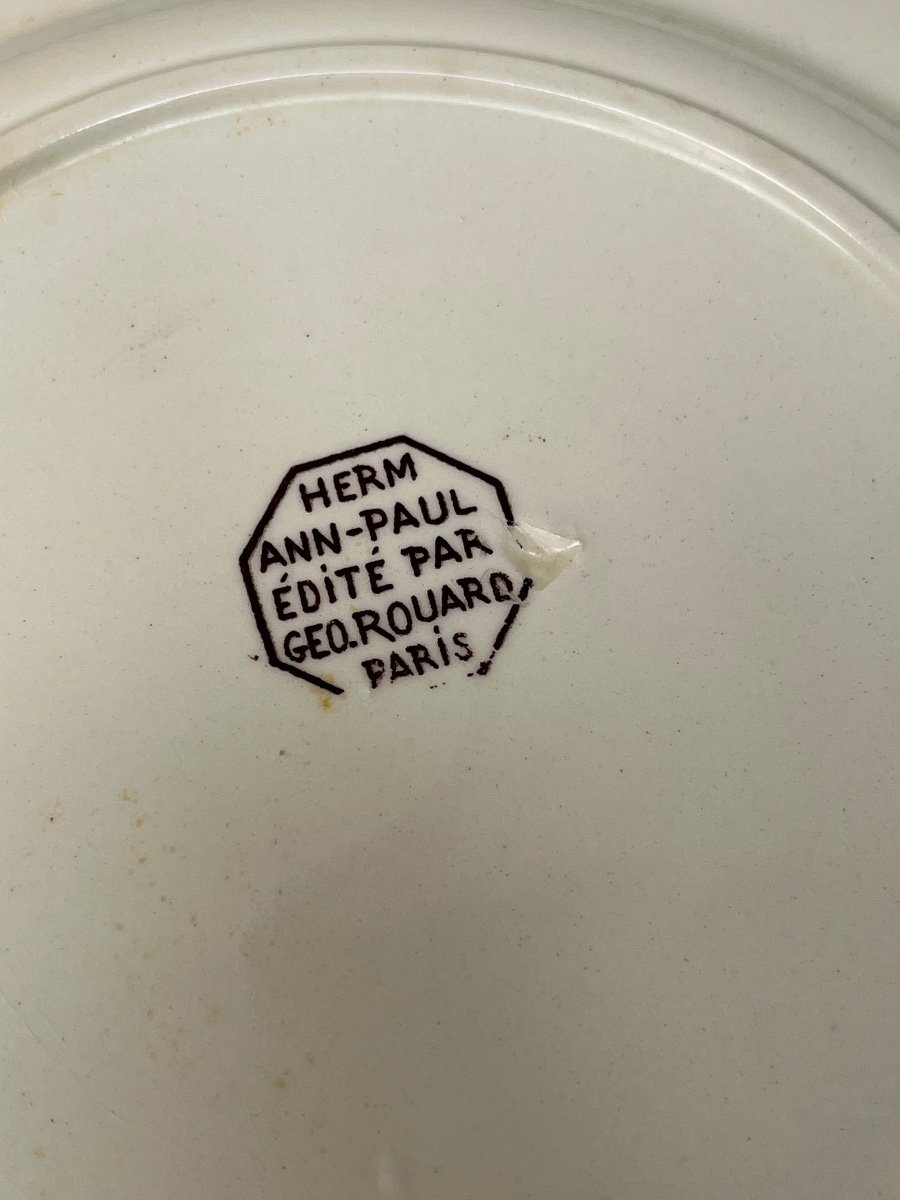 HERM
ANN-PAUL
ÉDITÉ PAR
GEO.ROUARD
PARIS